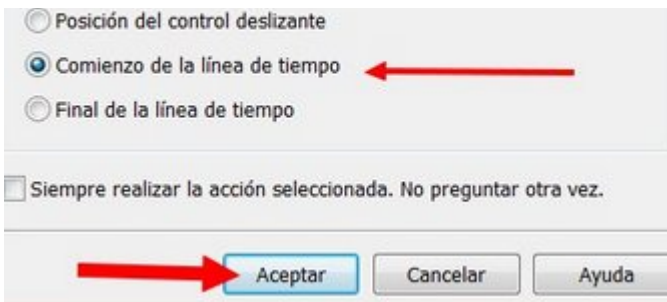 Posición del control deslizante
Comienzo de la línea de tiempo
Final de la línea de tiempo
Siempre realizar la acción seleccionada. No preguntar otra vez.
Aceptar Cancelar Ayuda